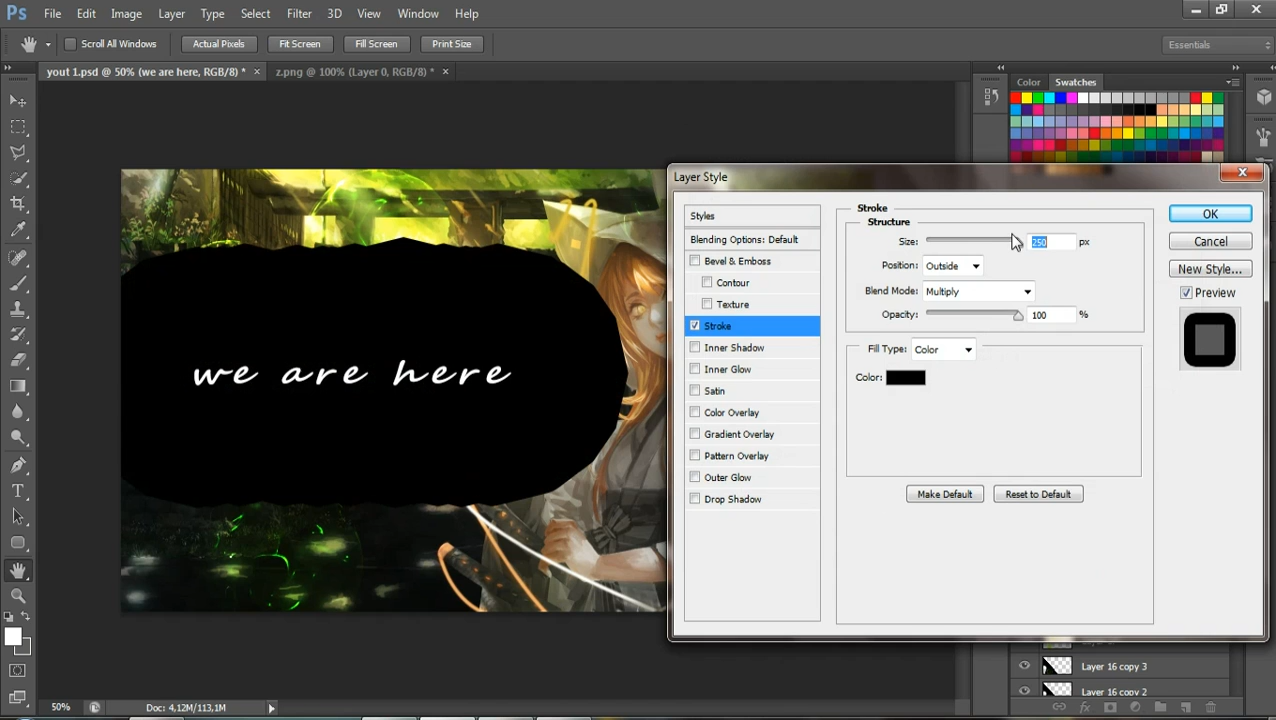 Ps File Edit Image Layer Type Select Filter 3D View Window Help
Scroll All Windows Actual Pixels Fit Screen Fill Screen Print Size Essentials
yout 1.psd @ 50% (we are here, RGB/8) * × z.png @ 100% (Layer 0, RGB/8) * ×
Color Swatches
we are here
Layer Style
Styles
Blending Options: Default
Bevel & Emboss
Contour
Texture
Stroke
Inner Shadow
Inner Glow
Satin
Color Overlay
Gradient Overlay
Pattern Overlay
Outer Glow
Drop Shadow
Stroke
Structure
Size: 250 px
Position: Outside
Blend Mode: Multiply
Opacity: 100 %
Fill Type: Color
Color:
Make Default Reset to Default
OK
Cancel
New Style...
Preview
Layer 16 copy 3
Layer 16 copy 2
50% Doc: 4,12M/113,1M